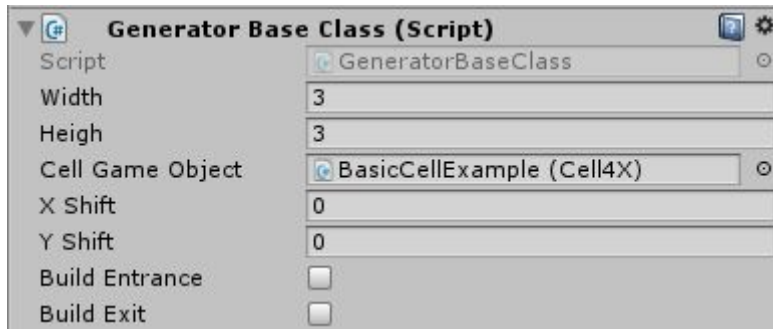 Generator Base Class (Script)
Script GeneratorBaseClass
Width 3
Heigh 3
Cell Game Object BasicCellExample (Cell4X)
X Shift 0
Y Shift 0
Build Entrance
Build Exit